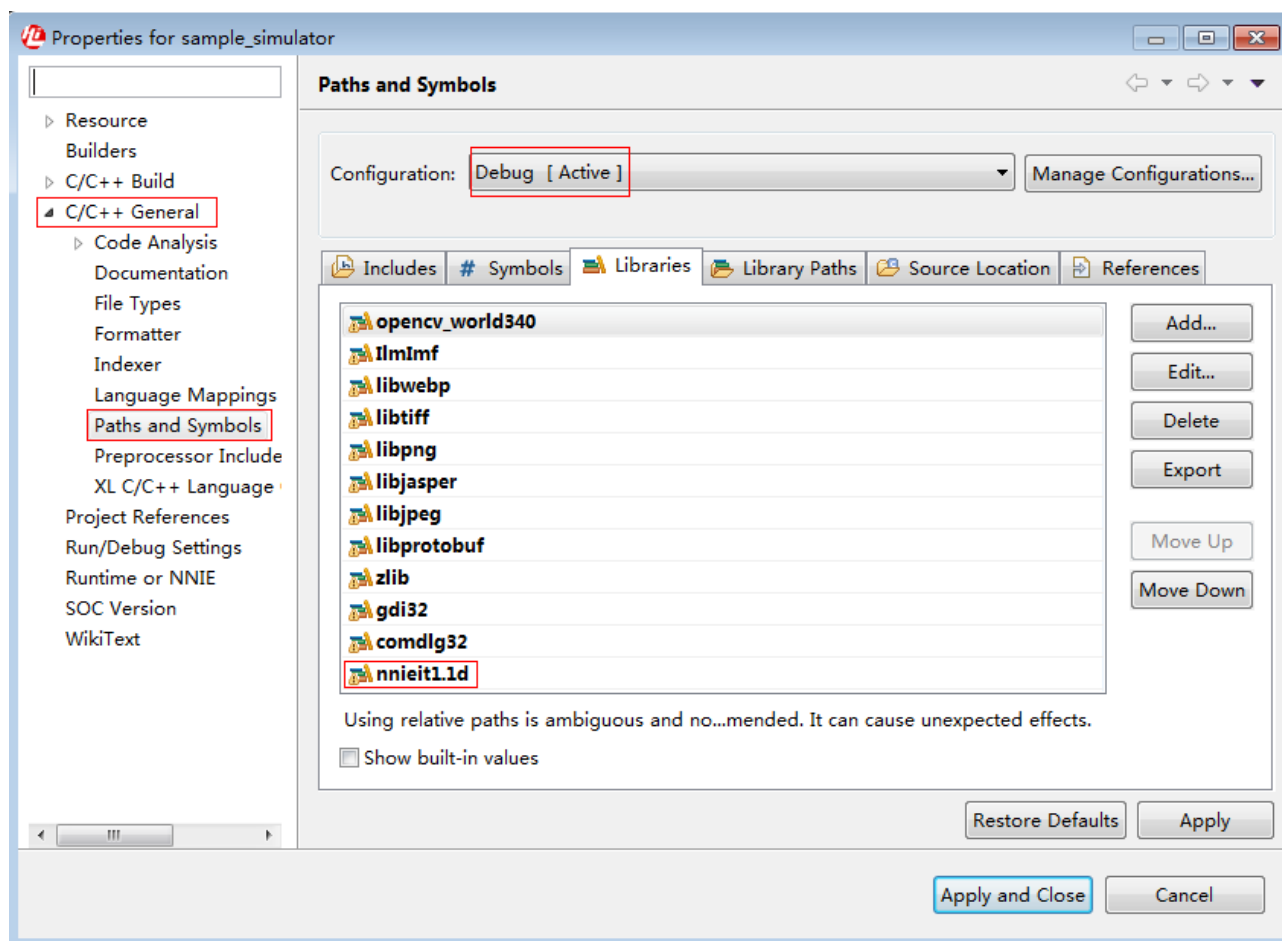 Properties for sample_simulator
Paths and Symbols
Resource
Builders
C/C++ Build
C/C++ General
Code Analysis
Documentation
File Types
Formatter
Indexer
Language Mappings
Paths and Symbols
Preprocessor Include
XL C/C++ Language
Project References
Run/Debug Settings
Runtime or NNIE
SOC Version
WikiText
Configuration: Debug [ Active ] Manage Configurations...
Includes # Symbols Libraries Library Paths Source Location References
opencv_world340
IlmImf
libwebp
libtiff
libpng
libjasper
libjpeg
libprotobuf
zlib
gdi32
comdlg32
nnieit1.1d
Add...
Edit...
Delete
Export
Move Up
Move Down
Using relative paths is ambiguous and no...mended. It can cause unexpected effects.
Show built-in values
Restore Defaults Apply
Apply and Close Cancel